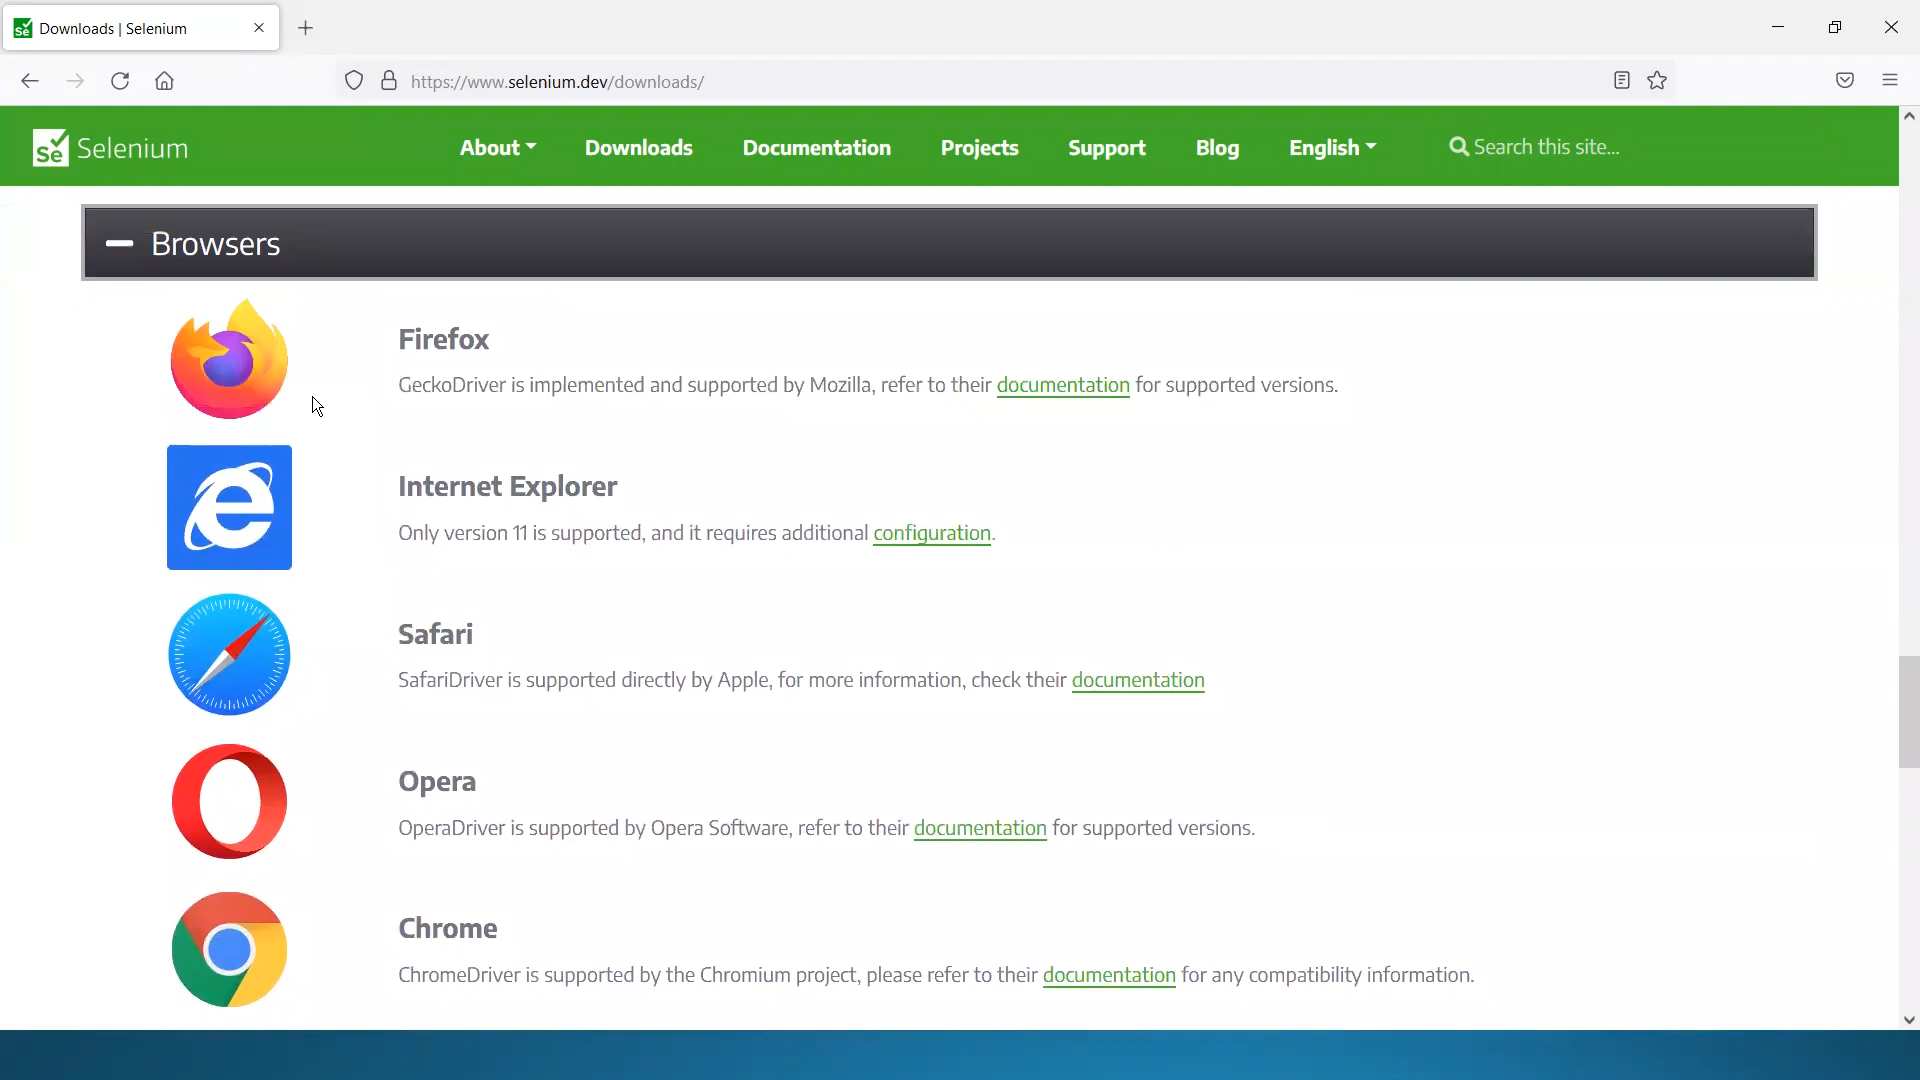 Downloads | Selenium
https://www.selenium.dev/downloads/
Se Selenium About Downloads Documentation Projects Support Blog English Search this site...
Browsers
Firefox
GeckoDriver is implemented and supported by Mozilla, refer to their documentation for supported versions.
Internet Explorer
Only version 11 is supported, and it requires additional configuration.
Safari
SafariDriver is supported directly by Apple, for more information, check their documentation
Opera
OperaDriver is supported by Opera Software, refer to their documentation for supported versions.
Chrome
ChromeDriver is supported by the Chromium project, please refer to their documentation for any compatibility information.